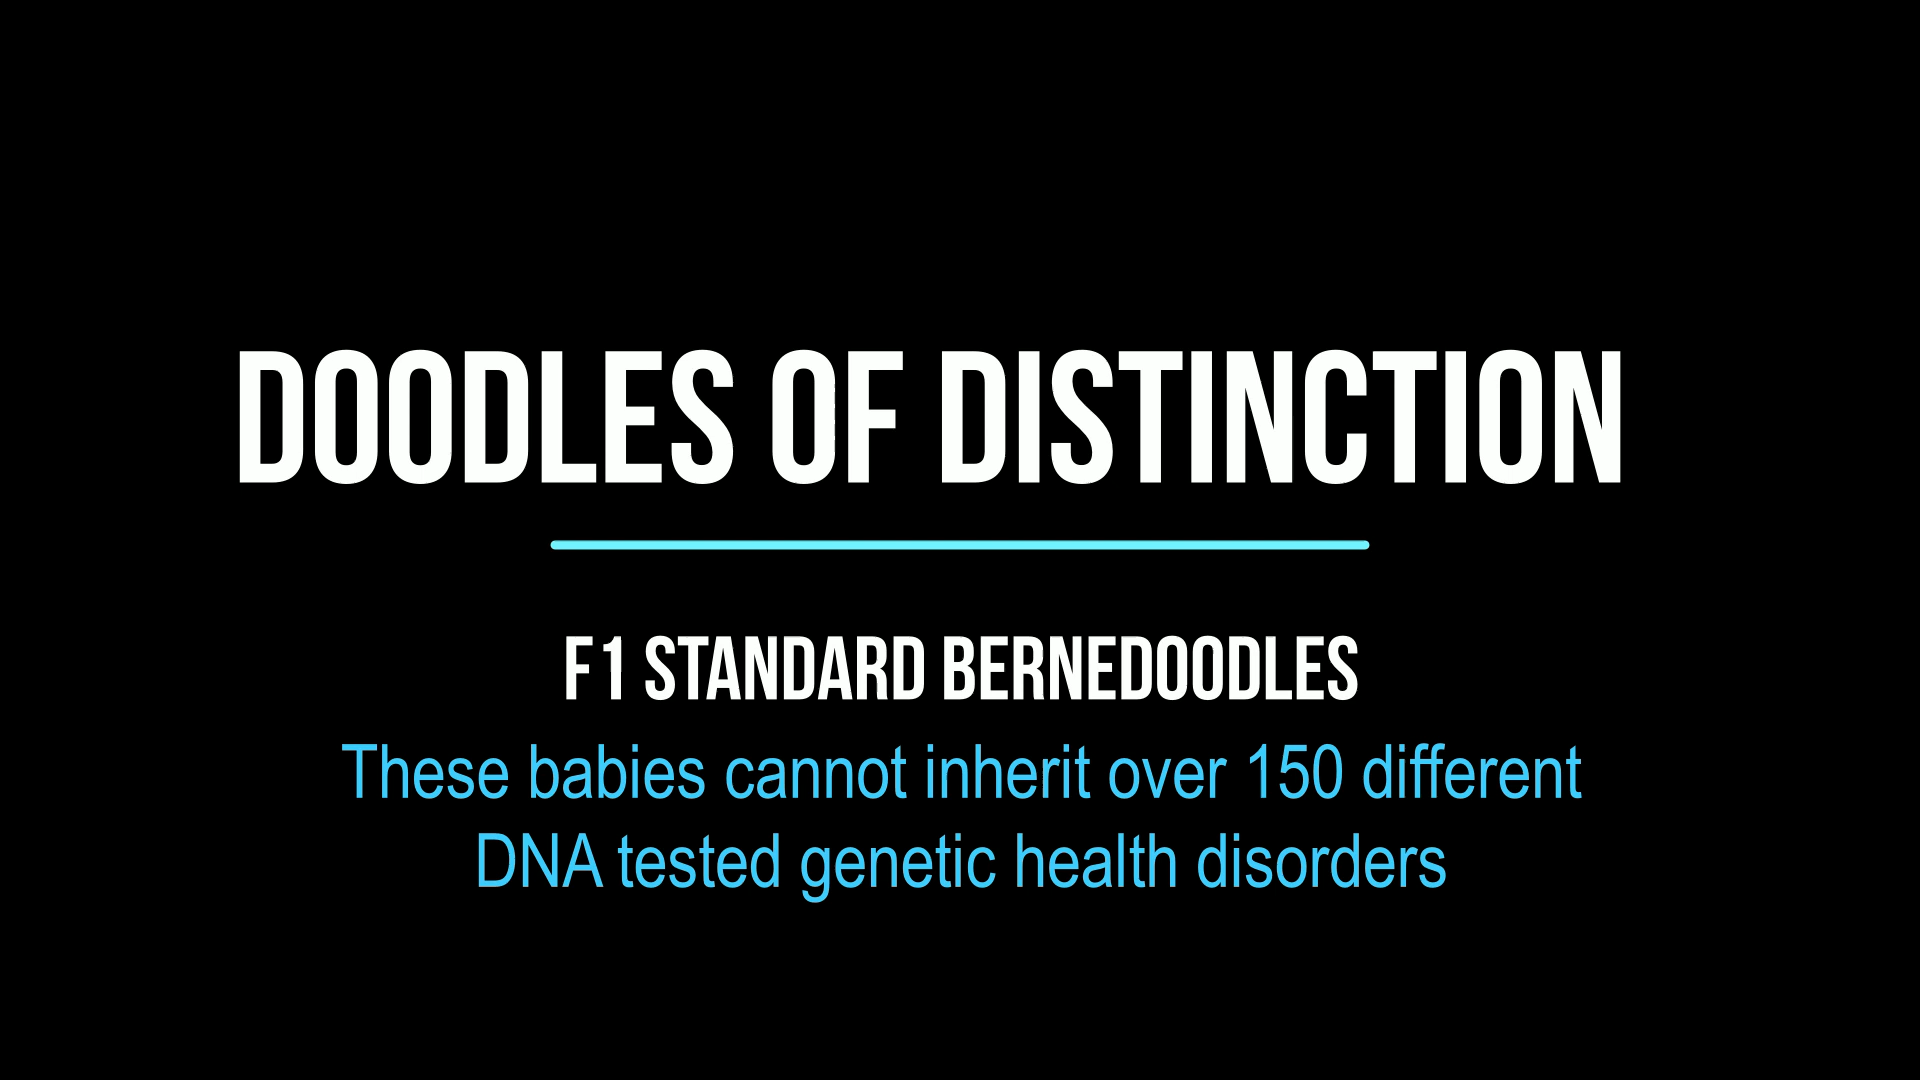 DOODLES OF DISTINCTION
F1 STANDARD BERNEDOODLES
These babies cannot inherit over 150 different
DNA tested genetic health disorders